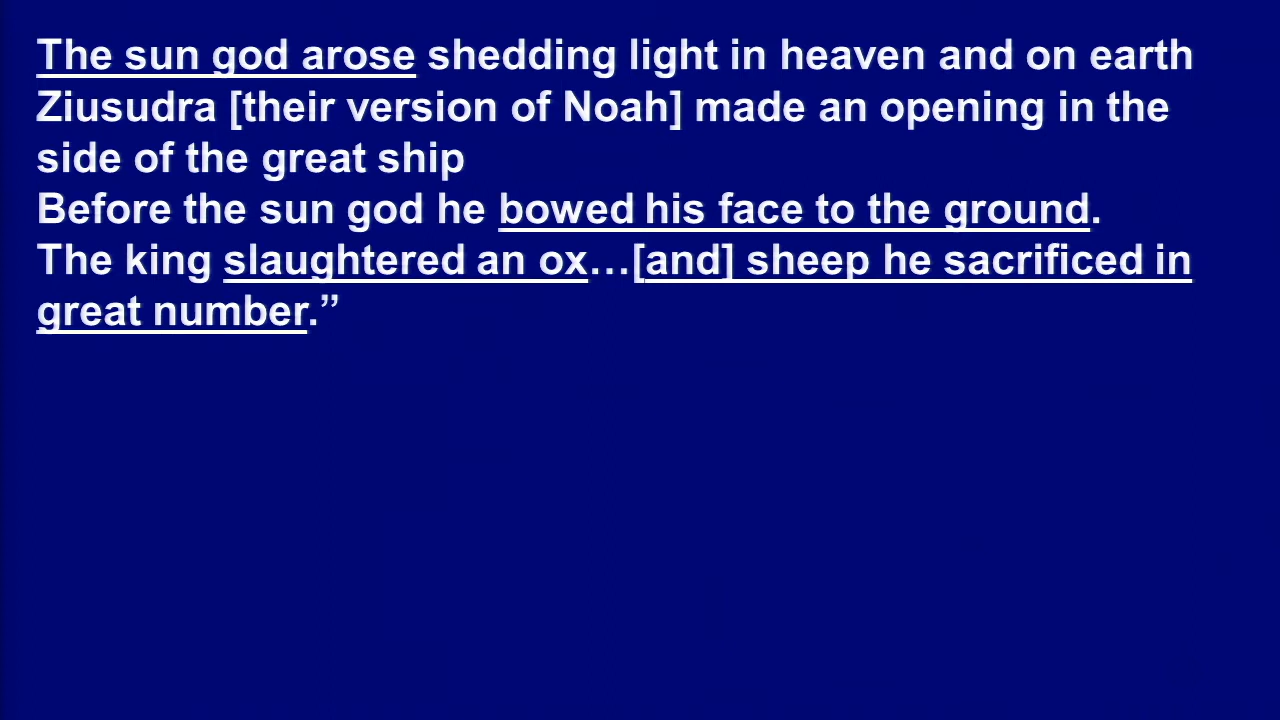 The sun god arose shedding light in heaven and on earth
Ziusudra [their version of Noah] made an opening in the
side of the great ship
Before the sun god he bowed his face to the ground.
The king slaughtered an ox…[and] sheep he sacrificed in
great number.”